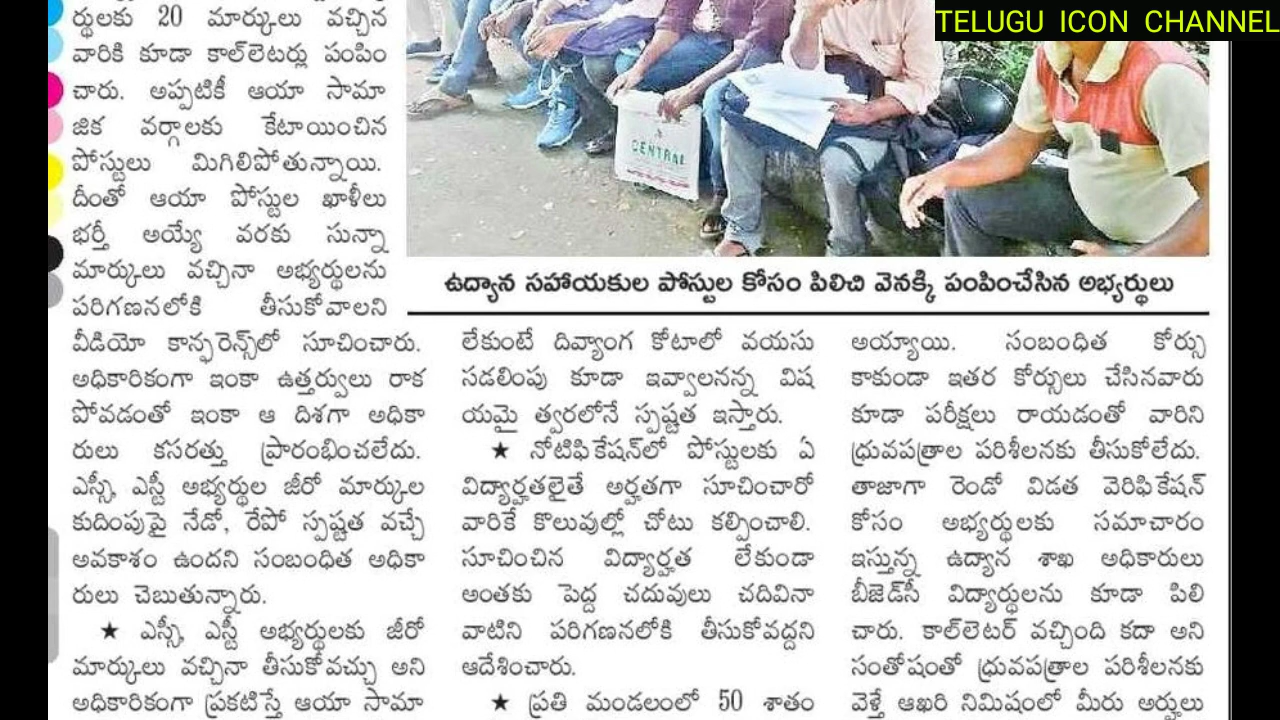 TELUGU ICON CHANNEL
ర్థులకు 20 మార్కులు వచ్చిన
వారికి కూడా కాల్‌లెటర్లు పంపిం
చారు. అప్పటికీ ఆయా సామా
జిక వర్గాలకు కేటాయించిన
పోస్టులు మిగిలిపోతున్నాయి.
దీంతో ఆయా పోస్టుల ఖాళీలు
భర్తీ అయ్యే వరకు సున్నా
మార్కులు వచ్చినా అభ్యర్థులను
పరిగణనలోకి తీసుకోవాలని
వీడియో కాన్ఫరెన్స్‌లో సూచించారు.
అధికారికంగా ఇంకా ఉత్తర్వులు రాక
పోవడంతో ఇంకా ఆ దిశగా అధికా
రులు కసరత్తు ప్రారంభించలేదు.
ఎస్సీ, ఎస్టీ అభ్యర్థుల జీరో మార్కుల
కుదింపుపై నేడో, రేపో స్పష్టత వచ్చే
అవకాశం ఉందని సంబంధిత అధికా
రులు చెబుతున్నారు.
★ ఎస్సీ, ఎస్టీ అభ్యర్థులకు జీరో
మార్కులు వచ్చినా తీసుకోవచ్చు అని
అధికారికంగా ప్రకటిస్తే ఆయా సామా
CENTRAL
ఉద్యాన సహాయకుల పోస్టుల కోసం పిలిచి వెనక్కి పంపించేసిన అభ్యర్థులు
లేకుంటే దివ్యాంగ కోటాలో వయసు
సడలింపు కూడా ఇవ్వాలనన్న విష
యమై త్వరలోనే స్పష్టత ఇస్తారు.
★ నోటిఫికేషన్‌లో పోస్టులకు ఏ
విద్యార్హతలైతే అర్హతగా సూచించారో
వారికే కొలువుల్లో చోటు కల్పించాలి.
సూచించిన విద్యార్హత లేకుండా
అంతకు పెద్ద చదువులు చదివినా
వాటిని పరిగణనలోకి తీసుకోవద్దని
ఆదేశించారు.
★ ప్రతి మండలంలో 50 శాతం
అయ్యాయి. సంబంధిత కోర్సు
కాకుండా ఇతర కోర్సులు చేసినవారు
కూడా పరీక్షలు రాయడంతో వారిని
ధ్రువపత్రాల పరిశీలనకు తీసుకోలేదు.
తాజాగా రెండో విడత వెరిఫికేషన్
కోసం అభ్యర్థులకు సమాచారం
ఇస్తున్న ఉద్యాన శాఖ అధికారులు
బీజెడ్‌సీ విద్యార్థులను కూడా పిలి
చారు. కాల్‌లెటర్ వచ్చింది కదా అని
సంతోషంతో ధ్రువపత్రాల పరిశీలనకు
వెళ్తే ఆఖరి నిమిషంలో మీరు అర్హులు